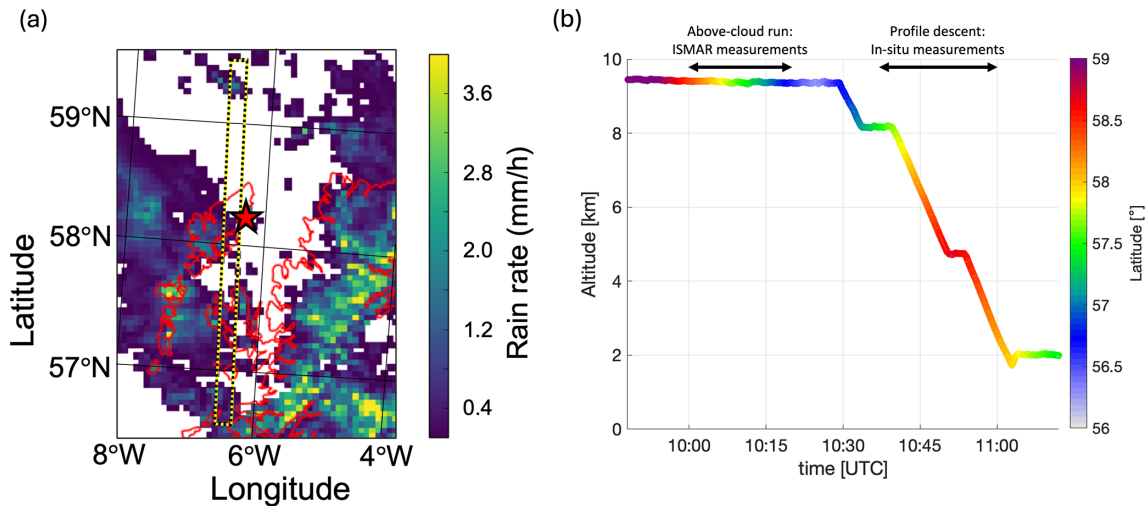 (a)
59°N
58°N
57°N
8°W
6°W
4°W
Latitude
Longitude
3.6
2.8
2.0
1.2
0.4
Rain rate (mm/h)
(b)
Above-cloud run:
ISMAR measurements
Profile descent:
In-situ measurements
10
8
6
4
2
0
Altitude [km]
10:00
10:15
10:30
10:45
11:00
time [UTC]
59
58.5
58
57.5
57
56.5
56
Latitude [°]